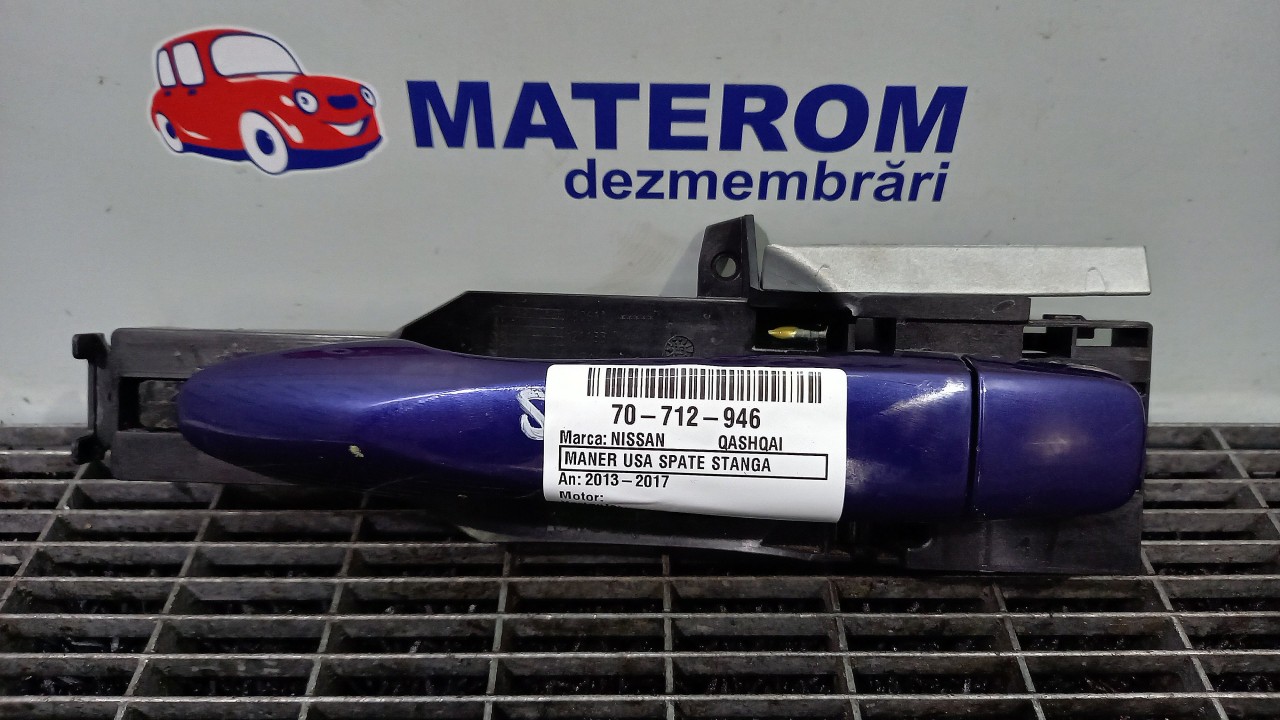 MATEROM
dezmembrări
70-712-946
Marca: NISSAN QASHQAI
MANER USA SPATE STANGA
An: 2013-2017
Motor: